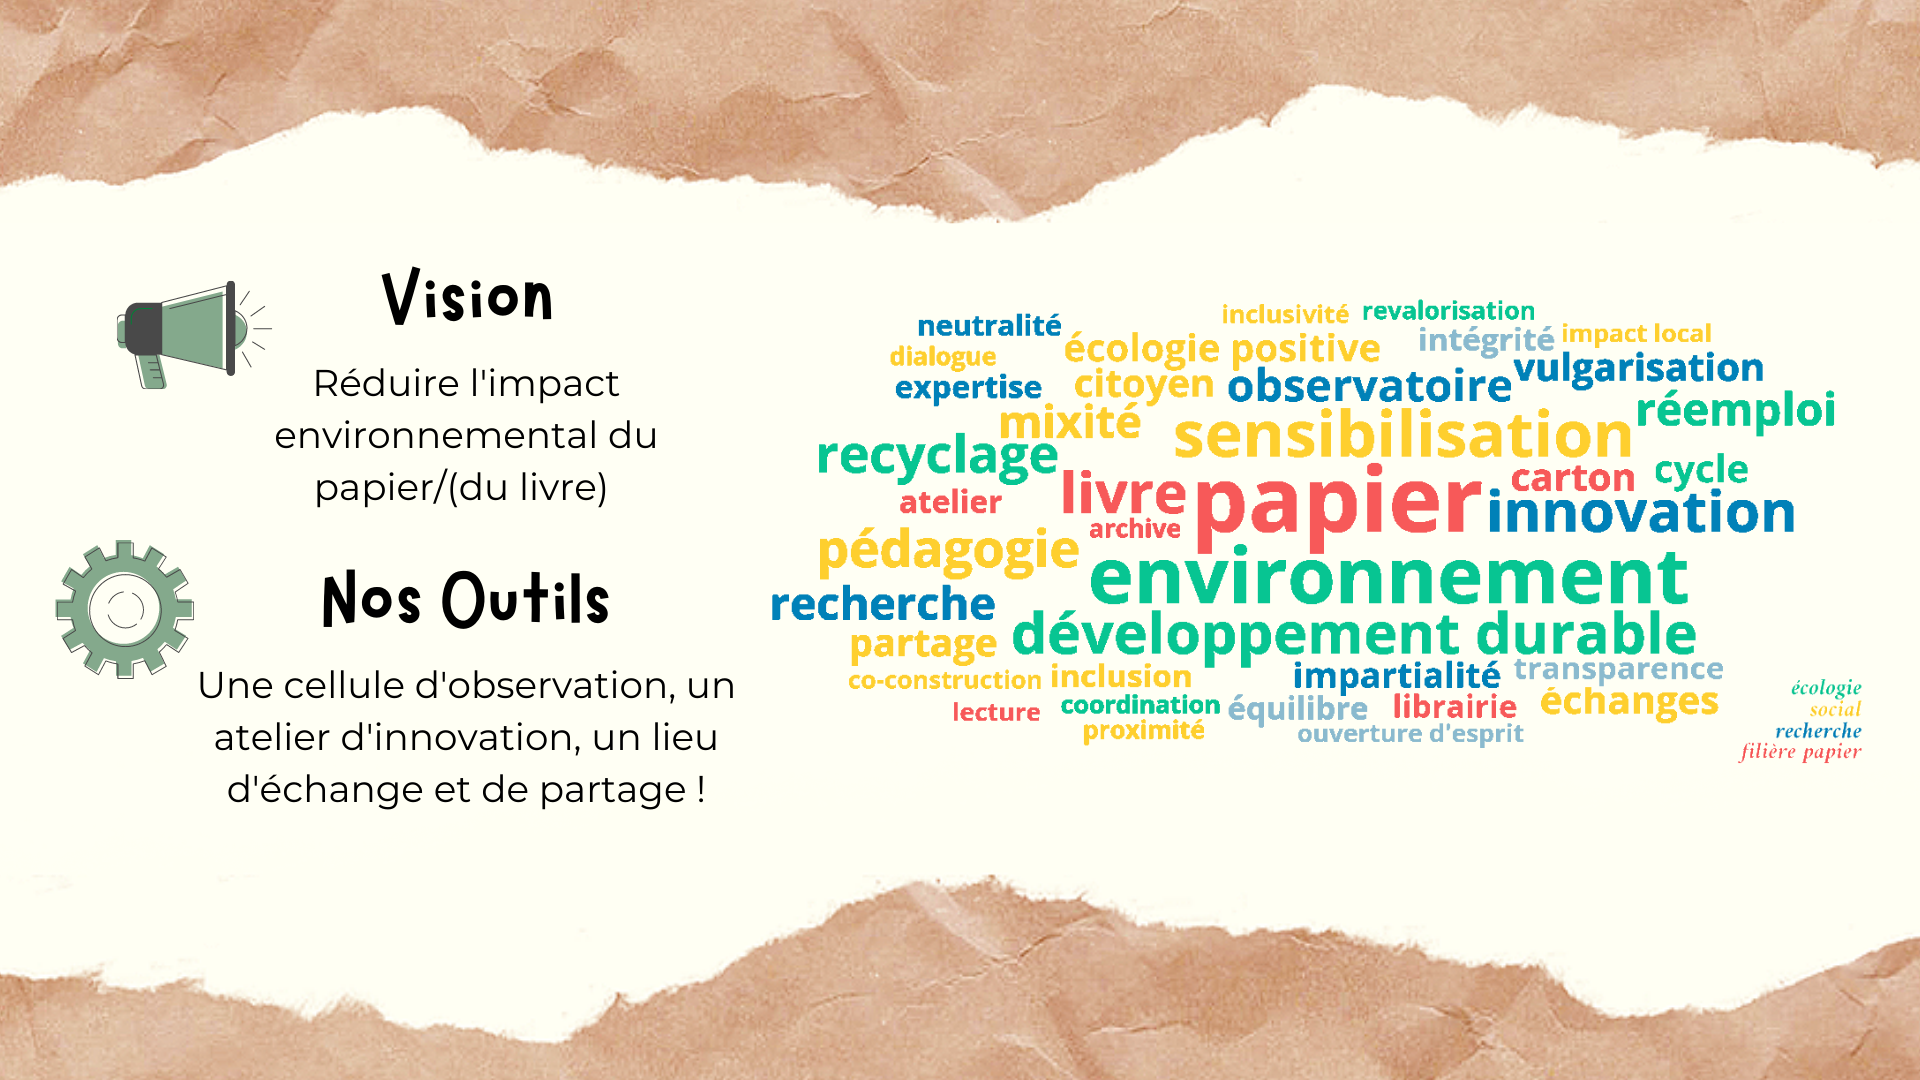 Vision
Réduire l'impact
environnemental du
papier/(du livre)
Nos Outils
Une cellule d'observation, un
atelier d'innovation, un lieu
d'échange et de partage !
inclusivité revalorisation
neutralité
intégrité impact local
dialogue écologie positive
vulgarisation
expertise citoyen observatoire
réemploi
mixité sensibilisation
recyclage
carton cycle
atelier livre papier innovation
archive
pédagogie
environnement
recherche
partage développement durable
co-construction inclusion impartialité transparence
lecture coordination équilibre librairie échanges
proximité ouverture d'esprit
écologie
social
recherche
filière papier